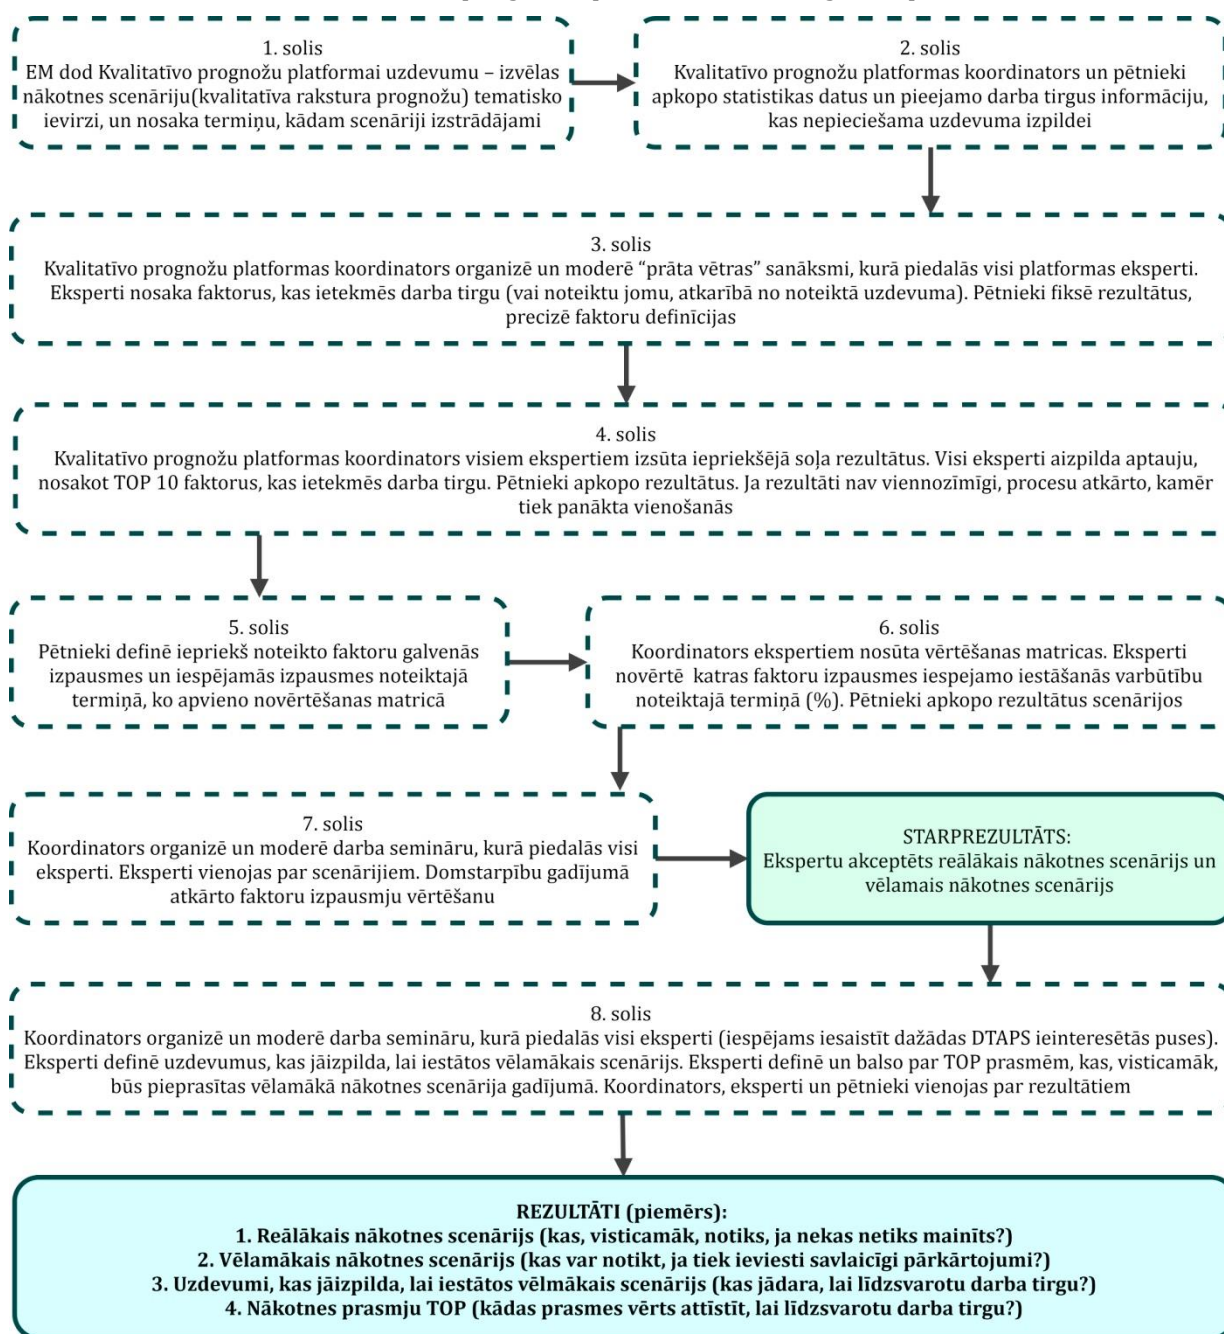 1. solis
EM dod Kvalitatīvo prognožu platformai uzdevumu – izvēlas
nākotnes scenāriju(kvalitatīva rakstura prognožu) tematisko
ievirzi, un nosaka termiņu, kādam scenāriji izstrādājami
2. solis
Kvalitatīvo prognožu platformas koordinators un pētnieki
apkopo statistikas datus un pieejamo darba tirgus informāciju,
kas nepieciešama uzdevuma izpildei
3. solis
Kvalitatīvo prognožu platformas koordinators organizē un moderē “prāta vētras” sanāksmi, kurā piedalās visi platformas eksperti.
Eksperti nosaka faktorus, kas ietekmēs darba tirgu (vai noteiktu jomu, atkarībā no noteiktā uzdevuma). Pētnieki fiksē rezultātus,
precizē faktoru definīcijas
4. solis
Kvalitatīvo prognožu platformas koordinators visiem ekspertiem izsūta iepriekšējā soļa rezultātus. Visi eksperti aizpilda aptauju,
nosakot TOP 10 faktorus, kas ietekmēs darba tirgu. Pētnieki apkopo rezultātus. Ja rezultāti nav viennozīmīgi, procesu atkārto, kamēr
tiek panākta vienošanās
5. solis
Pētnieki definē iepriekš noteikto faktoru galvenās
izpausmes un iespējamās izpausmes noteiktajā
termiņā, ko apvieno novērtēšanas matricā
6. solis
Koordinators ekspertiem nosūta vērtēšanas matricas. Eksperti
novērtē katras faktoru izpausmes iespejamo iestāšanās varbūtību
noteiktajā termiņā (%). Pētnieki apkopo rezultātus scenārijos
7. solis
Koordinators organizē un moderē darba semināru, kurā piedalās visi
eksperti. Eksperti vienojas par scenārijiem. Domstarpību gadījumā
atkārto faktoru izpausmju vērtēšanu
STARPREZULTĀTS:
Ekspertu akceptēts reālākais nākotnes scenārijs un
vēlamais nākotnes scenārijs
8. solis
Koordinators organizē un moderē darba semināru, kurā piedalās visi eksperti (iespējams iesaistīt dažādas DTAPS ieinteresētās puses).
Eksperti definē uzdevumus, kas jāizpilda, lai iestātos vēlamākais scenārijs. Eksperti definē un balso par TOP prasmēm, kas, visticamāk,
būs pieprasītas vēlamākā nākotnes scenārija gadījumā. Koordinators, eksperti un pētnieki vienojas par rezultātiem
REZULTĀTI (piemērs):
1. Reālākais nākotnes scenārijs (kas, visticamāk, notiks, ja nekas netiks mainīts?)
2. Vēlamākais nākotnes scenārijs (kas var notikt, ja tiek ieviesti savlaicīgi pārkārtojumi?)
3. Uzdevumi, kas jāizpilda, lai iestātos vēlmākais scenārijs (kas jādara, lai līdzsvarotu darba tirgu?)
4. Nākotnes prasmju TOP (kādas prasmes vērts attīstīt, lai līdzsvarotu darba tirgu?)